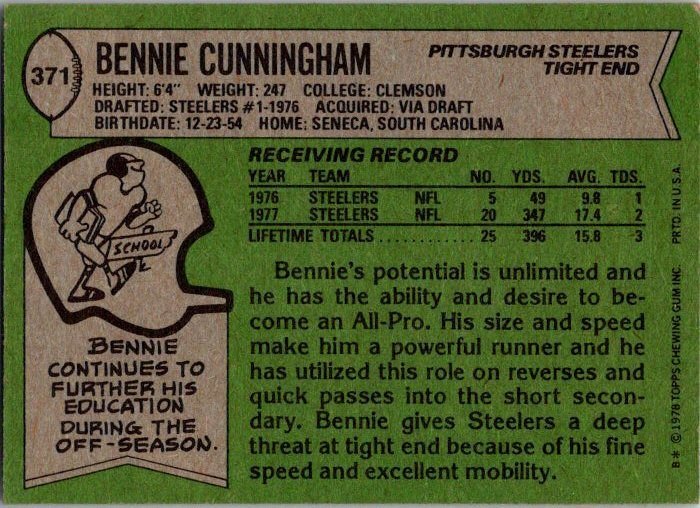 371
BENNIE CUNNINGHAM
PITTSBURGH STEELERS
TIGHT END
HEIGHT: 6'4" WEIGHT: 247 COLLEGE: CLEMSON
DRAFTED: STEELERS #1-1976 ACQUIRED: VIA DRAFT
BIRTHDATE: 12-23-54 HOME: SENECA, SOUTH CAROLINA
SCHOOL
BENNIE
CONTINUES TO
FURTHER HIS
EDUCATION
DURING THE
OFF-SEASON.
RECEIVING RECORD
YEAR TEAM NO. YDS. AVG. TDS.
1976 STEELERS NFL 5 49 9.8 1
1977 STEELERS NFL 20 347 17.4 2
LIFETIME TOTALS ............ 25 396 15.8 3
Bennie's potential is unlimited and
he has the ability and desire to be-
come an All-Pro. His size and speed
make him a powerful runner and he
has utilized this role on reverses and
quick passes into the short secon-
dary. Bennie gives Steelers a deep
threat at tight end because of his fine
speed and excellent mobility.
B* © 1978 TOPPS CHEWING GUM INC. PRTD. IN U.S.A.